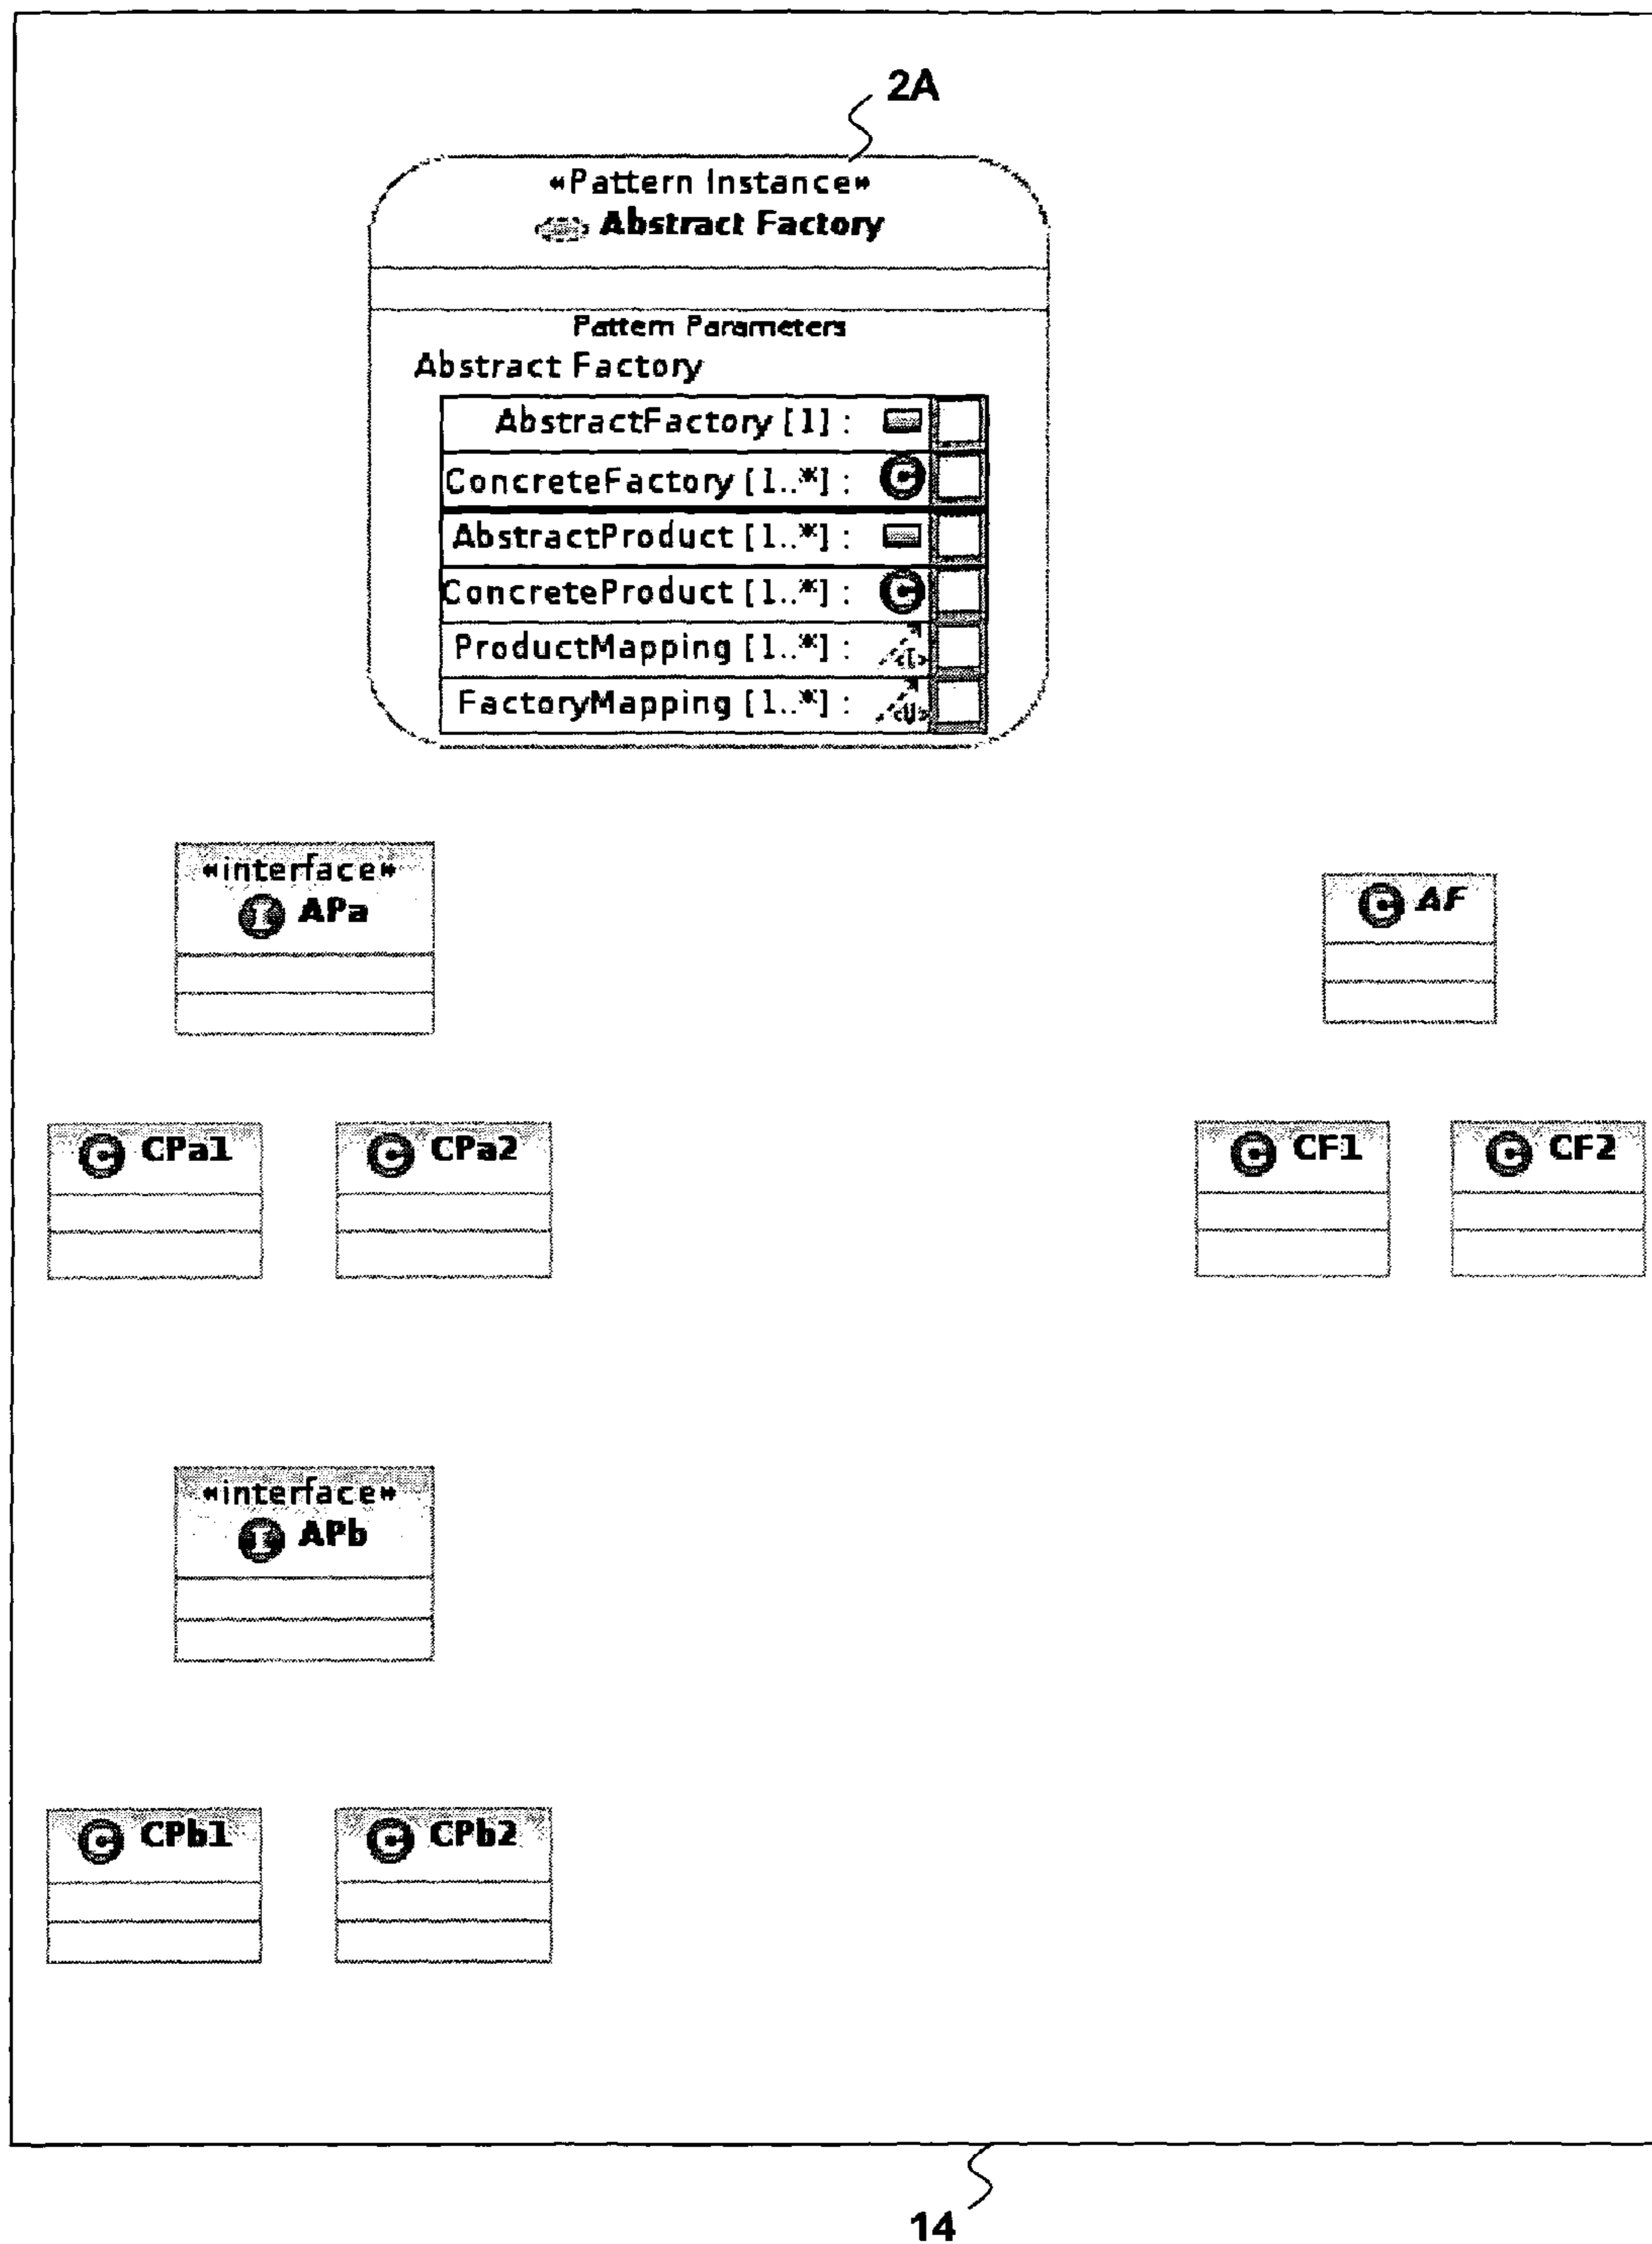 2A
«Pattern Instance»
Abstract Factory
Pattern Parameters
Abstract Factory
AbstractFactory [1] :
C ConcreteFactory [1..*] :
AbstractProduct [1..*] :
ConcreteProduct [1..*] : C
ProductMapping [1..*] : <T>
FactoryMapping [1..*] : <U>
«interface»
I APa
C AF
C CPa1
C CPa2
C CF1
C CF2
«interface»
I APb
C CPb1
C CPb2
14